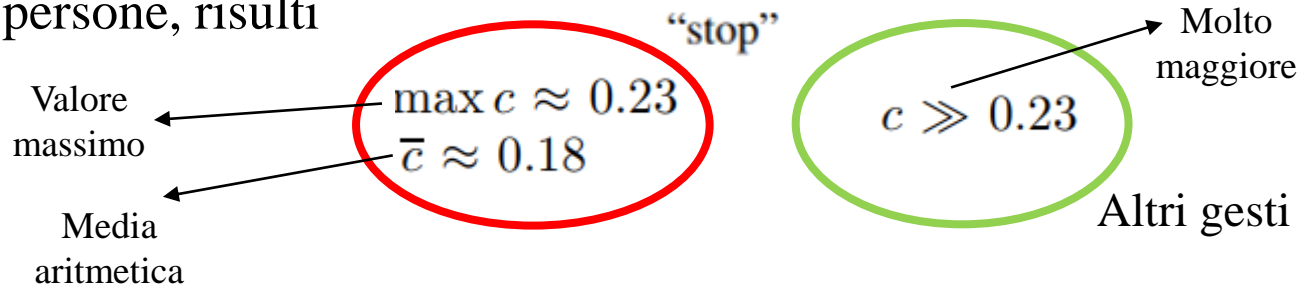 persone, risulti
“stop”
Molto
maggiore
Valore
massimo
max c ≈ 0.23
c̅ ≈ 0.18
c ≫ 0.23
Media
aritmetica
Altri gesti